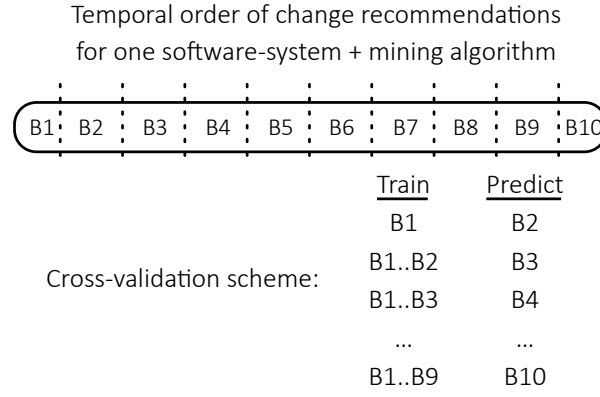 Temporal order of change recommendations
for one software-system + mining algorithm
B1 B2 B3 B4 B5 B6 B7 B8 B9 B10
Train Predict
B1 B2
B1..B2 B3
Cross-validation scheme:
B1..B3 B4
... ...
B1..B9 B10